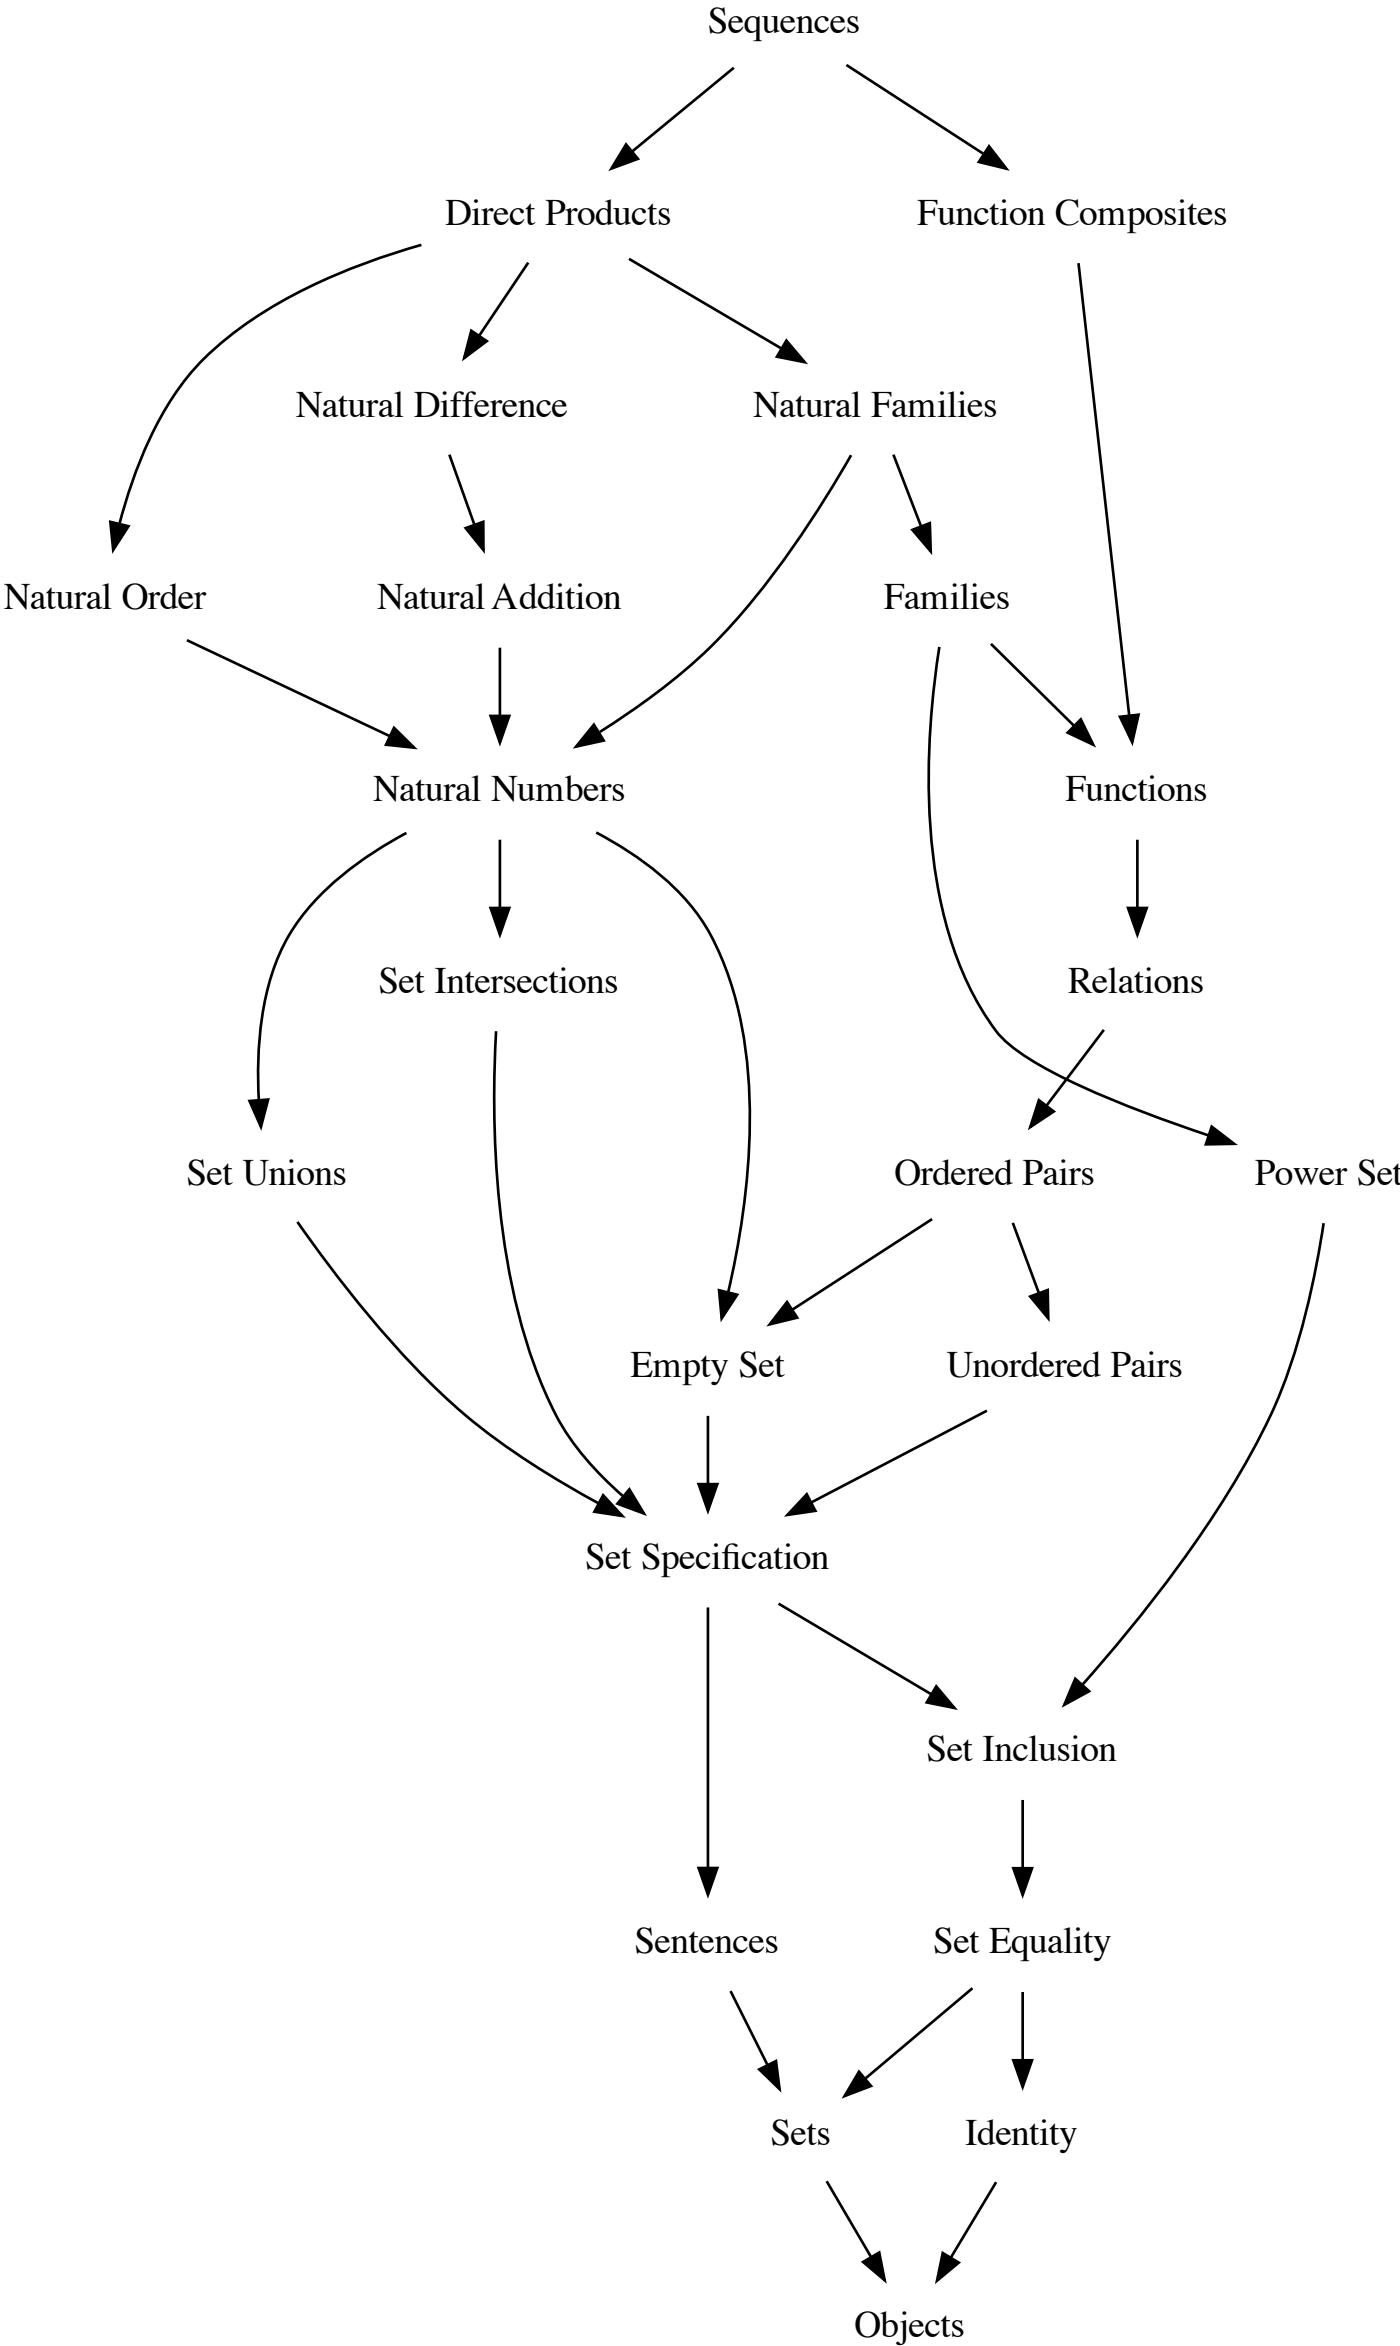 Sequences
Direct Products
Function Composites
Natural Difference
Natural Families
Natural Order
Natural Addition
Families
Natural Numbers
Functions
Set Intersections
Relations
Set Unions
Ordered Pairs
Power Set
Empty Set
Unordered Pairs
Set Specification
Set Inclusion
Sentences
Set Equality
Sets
Identity
Objects